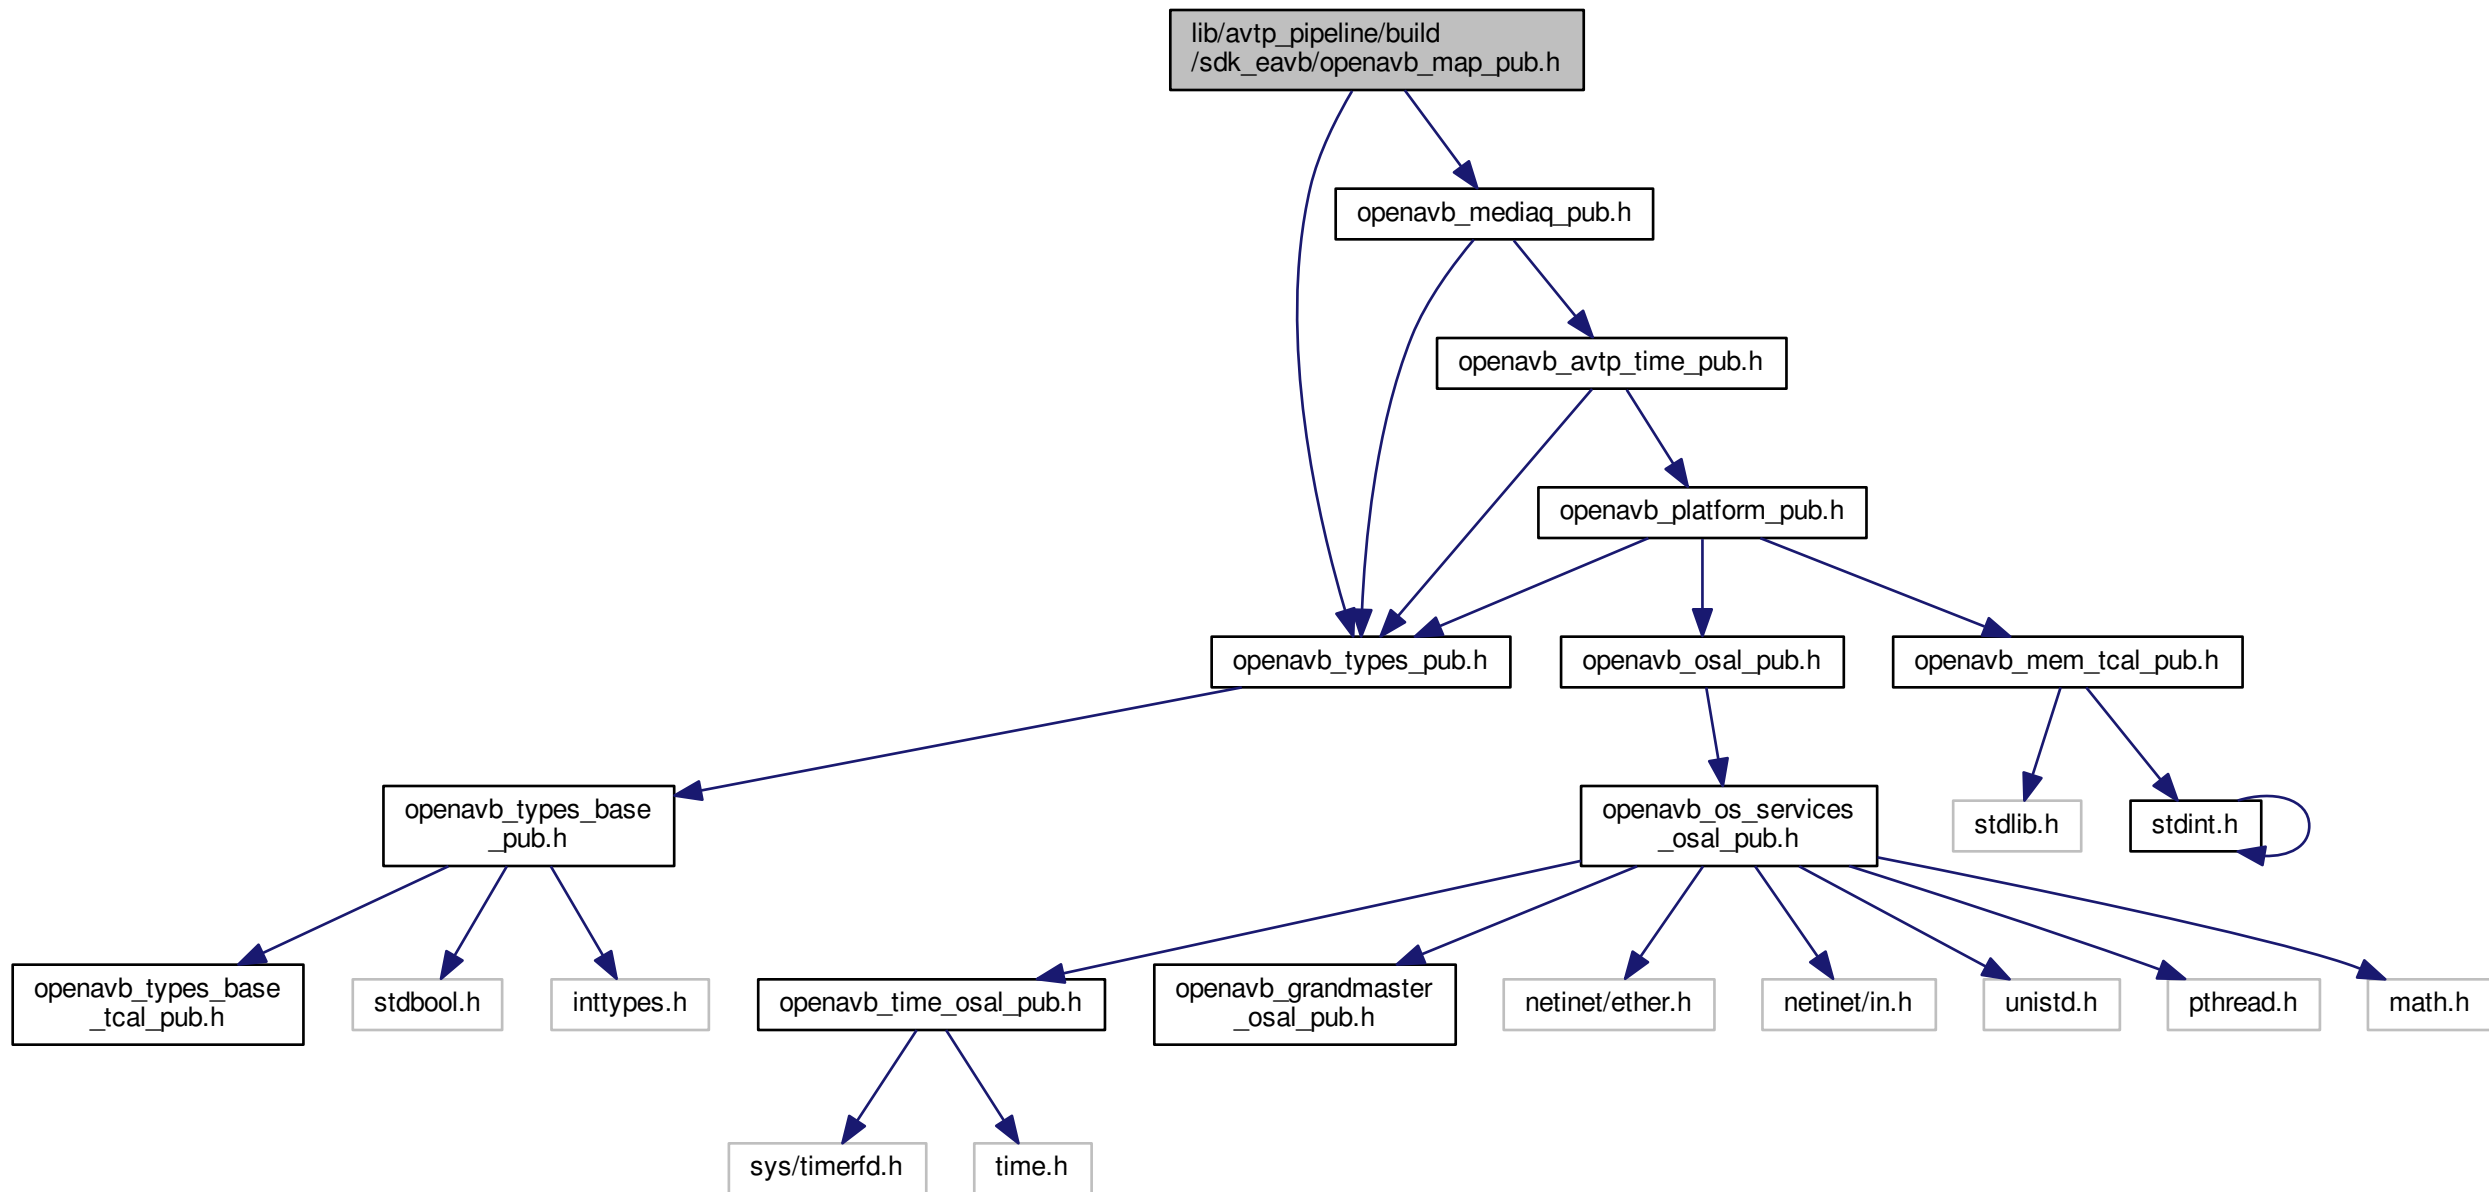 lib/avtp_pipeline/build
/sdk_eavb/openavb_map_pub.h
openavb_mediaq_pub.h
openavb_avtp_time_pub.h
openavb_platform_pub.h
openavb_types_pub.h
openavb_osal_pub.h
openavb_mem_tcal_pub.h
openavb_types_base
_pub.h
openavb_os_services
_osal_pub.h
stdlib.h
stdint.h
openavb_types_base
_tcal_pub.h
stdbool.h
inttypes.h
openavb_time_osal_pub.h
openavb_grandmaster
_osal_pub.h
netinet/ether.h
netinet/in.h
unistd.h
pthread.h
math.h
sys/timerfd.h
time.h